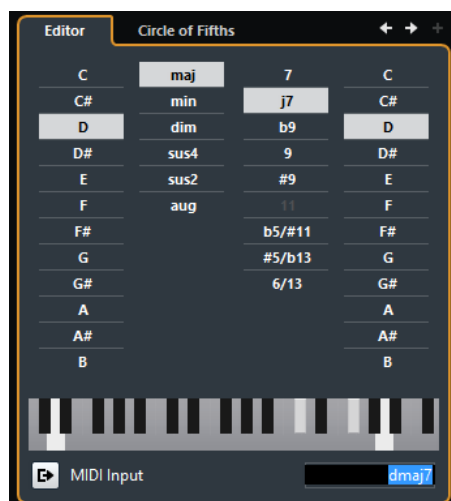 Editor Circle of Fifths
C maj 7 C
C# min j7 C#
D dim b9 D
D# sus4 9 D#
E sus2 #9 E
F aug 11 F
F# b5/#11 F#
G #5/b13 G
G# 6/13 G#
A A
A# A#
B B
MIDI Input dmaj7